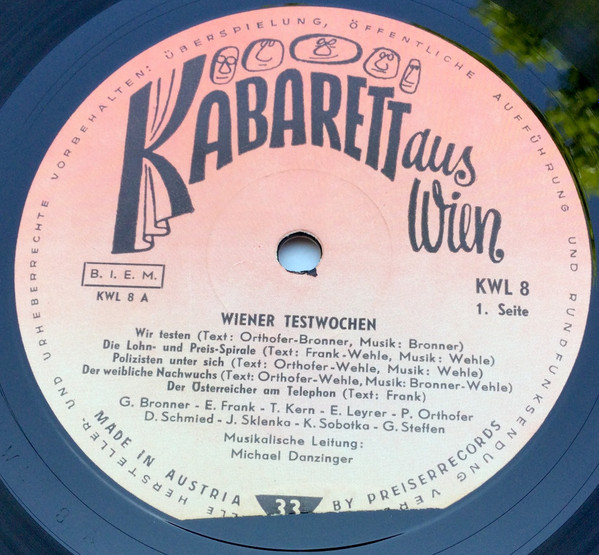 KABARETT aus
Wien
B. I. E. M.
KWL 8 A
KWL 8
1. Seite
WIENER TESTWOCHEN
Wir testen (Text: Orthofer-Bronner, Musik: Bronner)
Die Lohn- und Preis-Spirale (Text: Frank-Wehle, Musik: Wehle)
Polizisten unter sich (Text: Orthofer-Wehle, Musik: Wehle)
Der weibliche Nachwuchs (Text: Orthofer-Wehle, Musik: Bronner-Wehle)
Der Österreicher am Telephon (Text: Frank)
G. Bronner - E. Frank - T. Kern - E. Leyrer - P. Orthofer
D. Schmied - J. Sklenka - K. Sobotka - G. Steffen
Musikalische Leitung:
Michael Danzinger
MADE IN AUSTRIA 33 BY PREISERRECORDS
LLE HERSTELLER- UND URHEBERRECHTE VORBEHALTEN: ÜBERSPIELUNG, ÖFFENTLICHE AUFFÜHRUNG UND RUNDFUNKSENDUNG VER